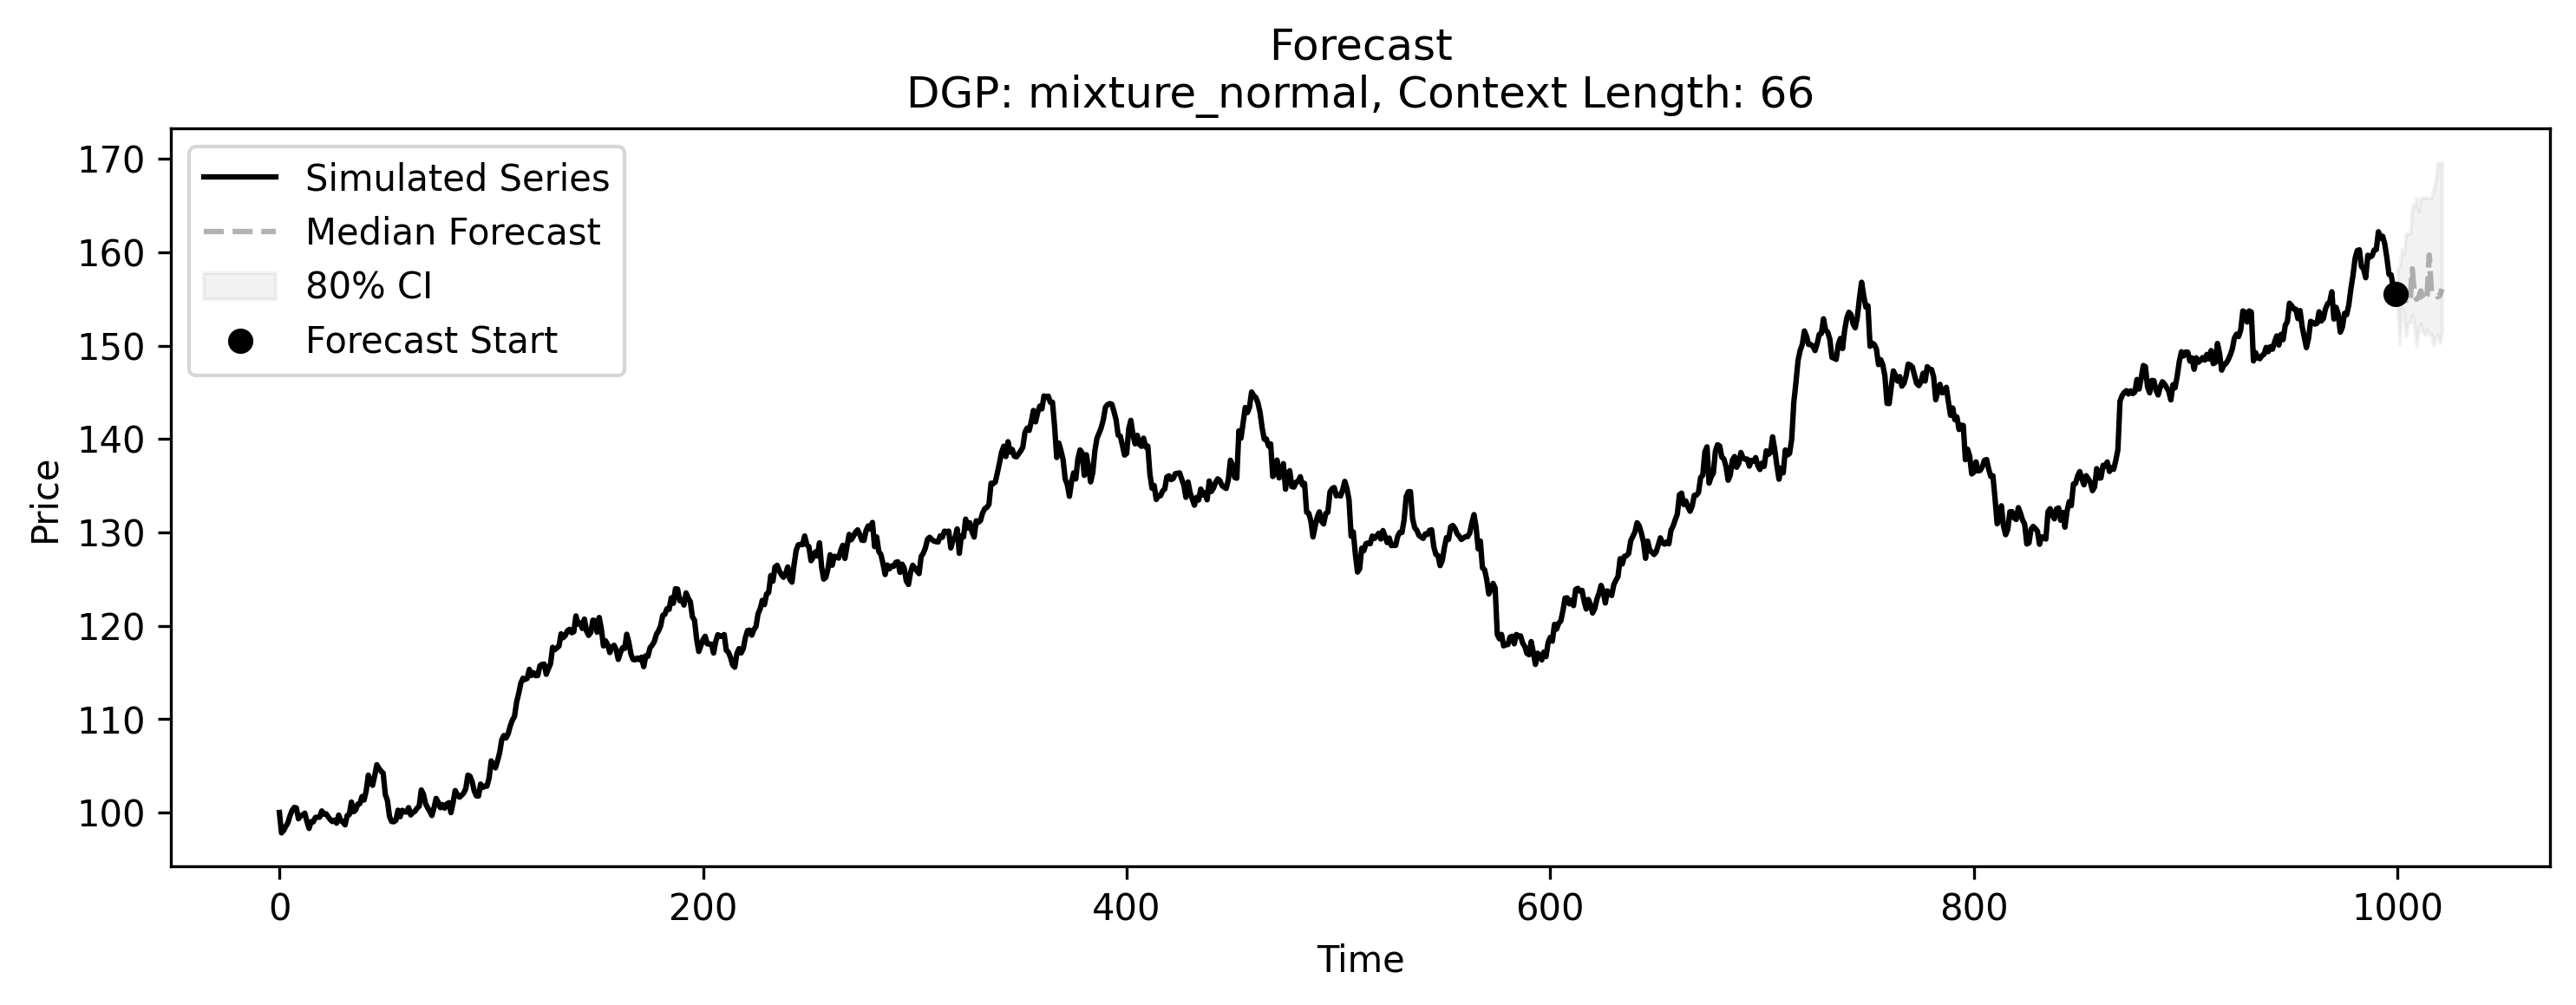 Forecast
DGP: mixture_normal, Context Length: 66
170
160
150
140
130
120
110
100
Price
Simulated Series
Median Forecast
80% CI
Forecast Start
0
200
400
600
800
1000
Time